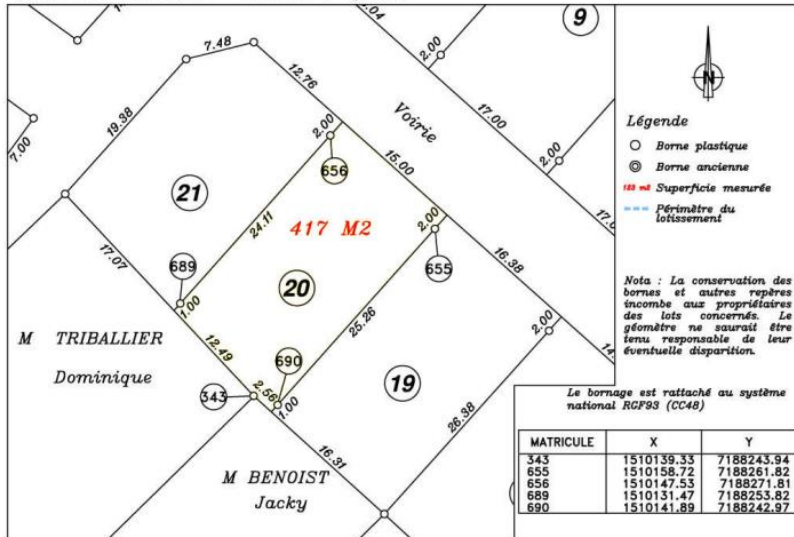 9
7.48
12.76
2.00
17.00
19.38
Voirie
7.00
2.00
656
15.00
2.00
21
24.11
417 M2
2.00
655
16.38
17.07
689
1.00
20
25.26
2.00
M TRIBALLIER
Dominique
12.49
690
2.56
1.00
343
19
26.38
16.31
M BENOIST
Jacky
N
Légende
Borne plastique
Borne ancienne
123 m2 Superficie mesurée
Périmètre du
lotissement
Nota : La conservation des
bornes et autres repères
incombe aux propriétaires
des lots concernés. Le
géomètre ne saurait être
tenu responsable de leur
éventuelle disparition.
Le bornage est rattaché au système
national RGF93 (CC48)
MATRICULE X Y
343 1510139.33 7188243.94
655 1510158.72 7188261.82
656 1510147.53 7188271.81
689 1510131.47 7188253.82
690 1510141.89 7188242.97